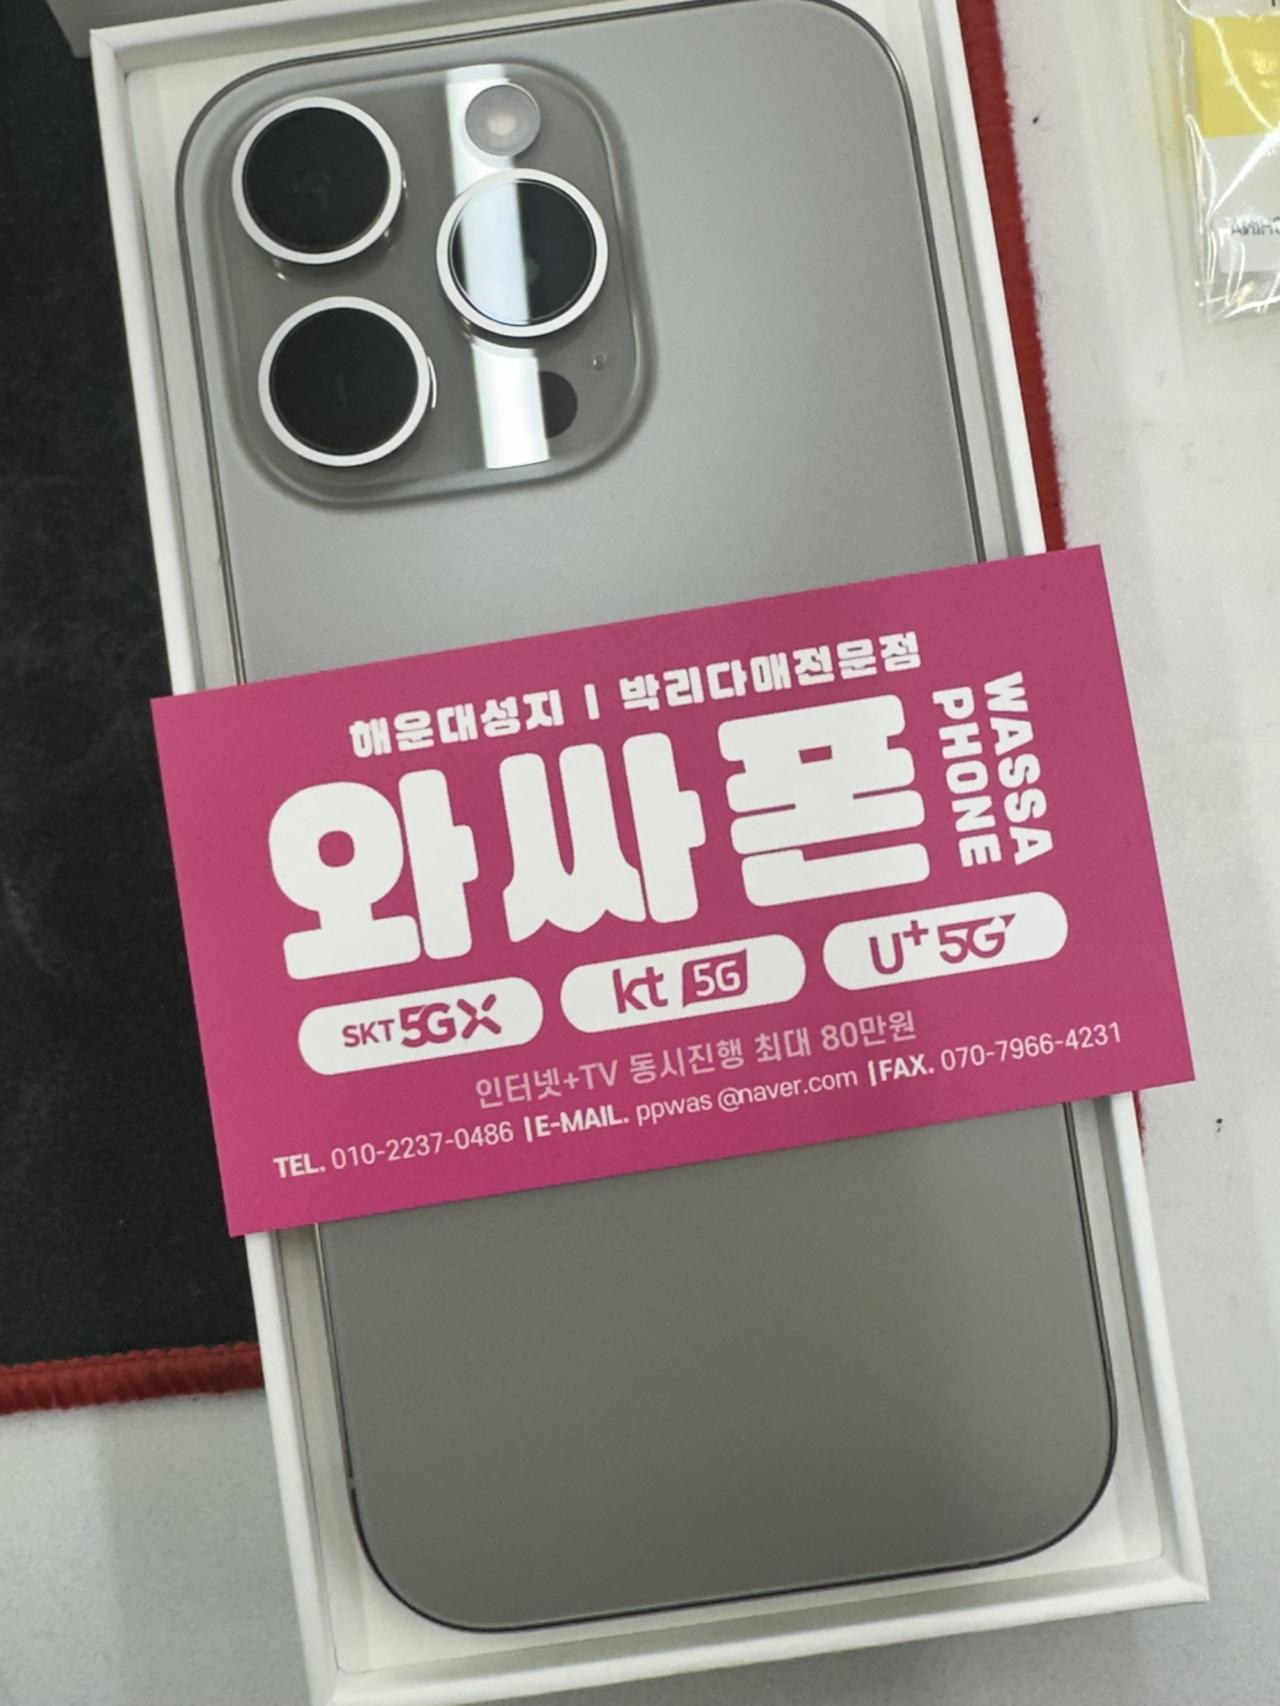 해운대성지 | 박리다매전문점
와싸폰
WASSA
PHONE
SKT 5GX
kt 5G
U+ 5G
인터넷+TV 동시진행 최대 80만원
TEL. 010-2237-0486 | E-MAIL. ppwas @naver.com | FAX. 070-7966-4231